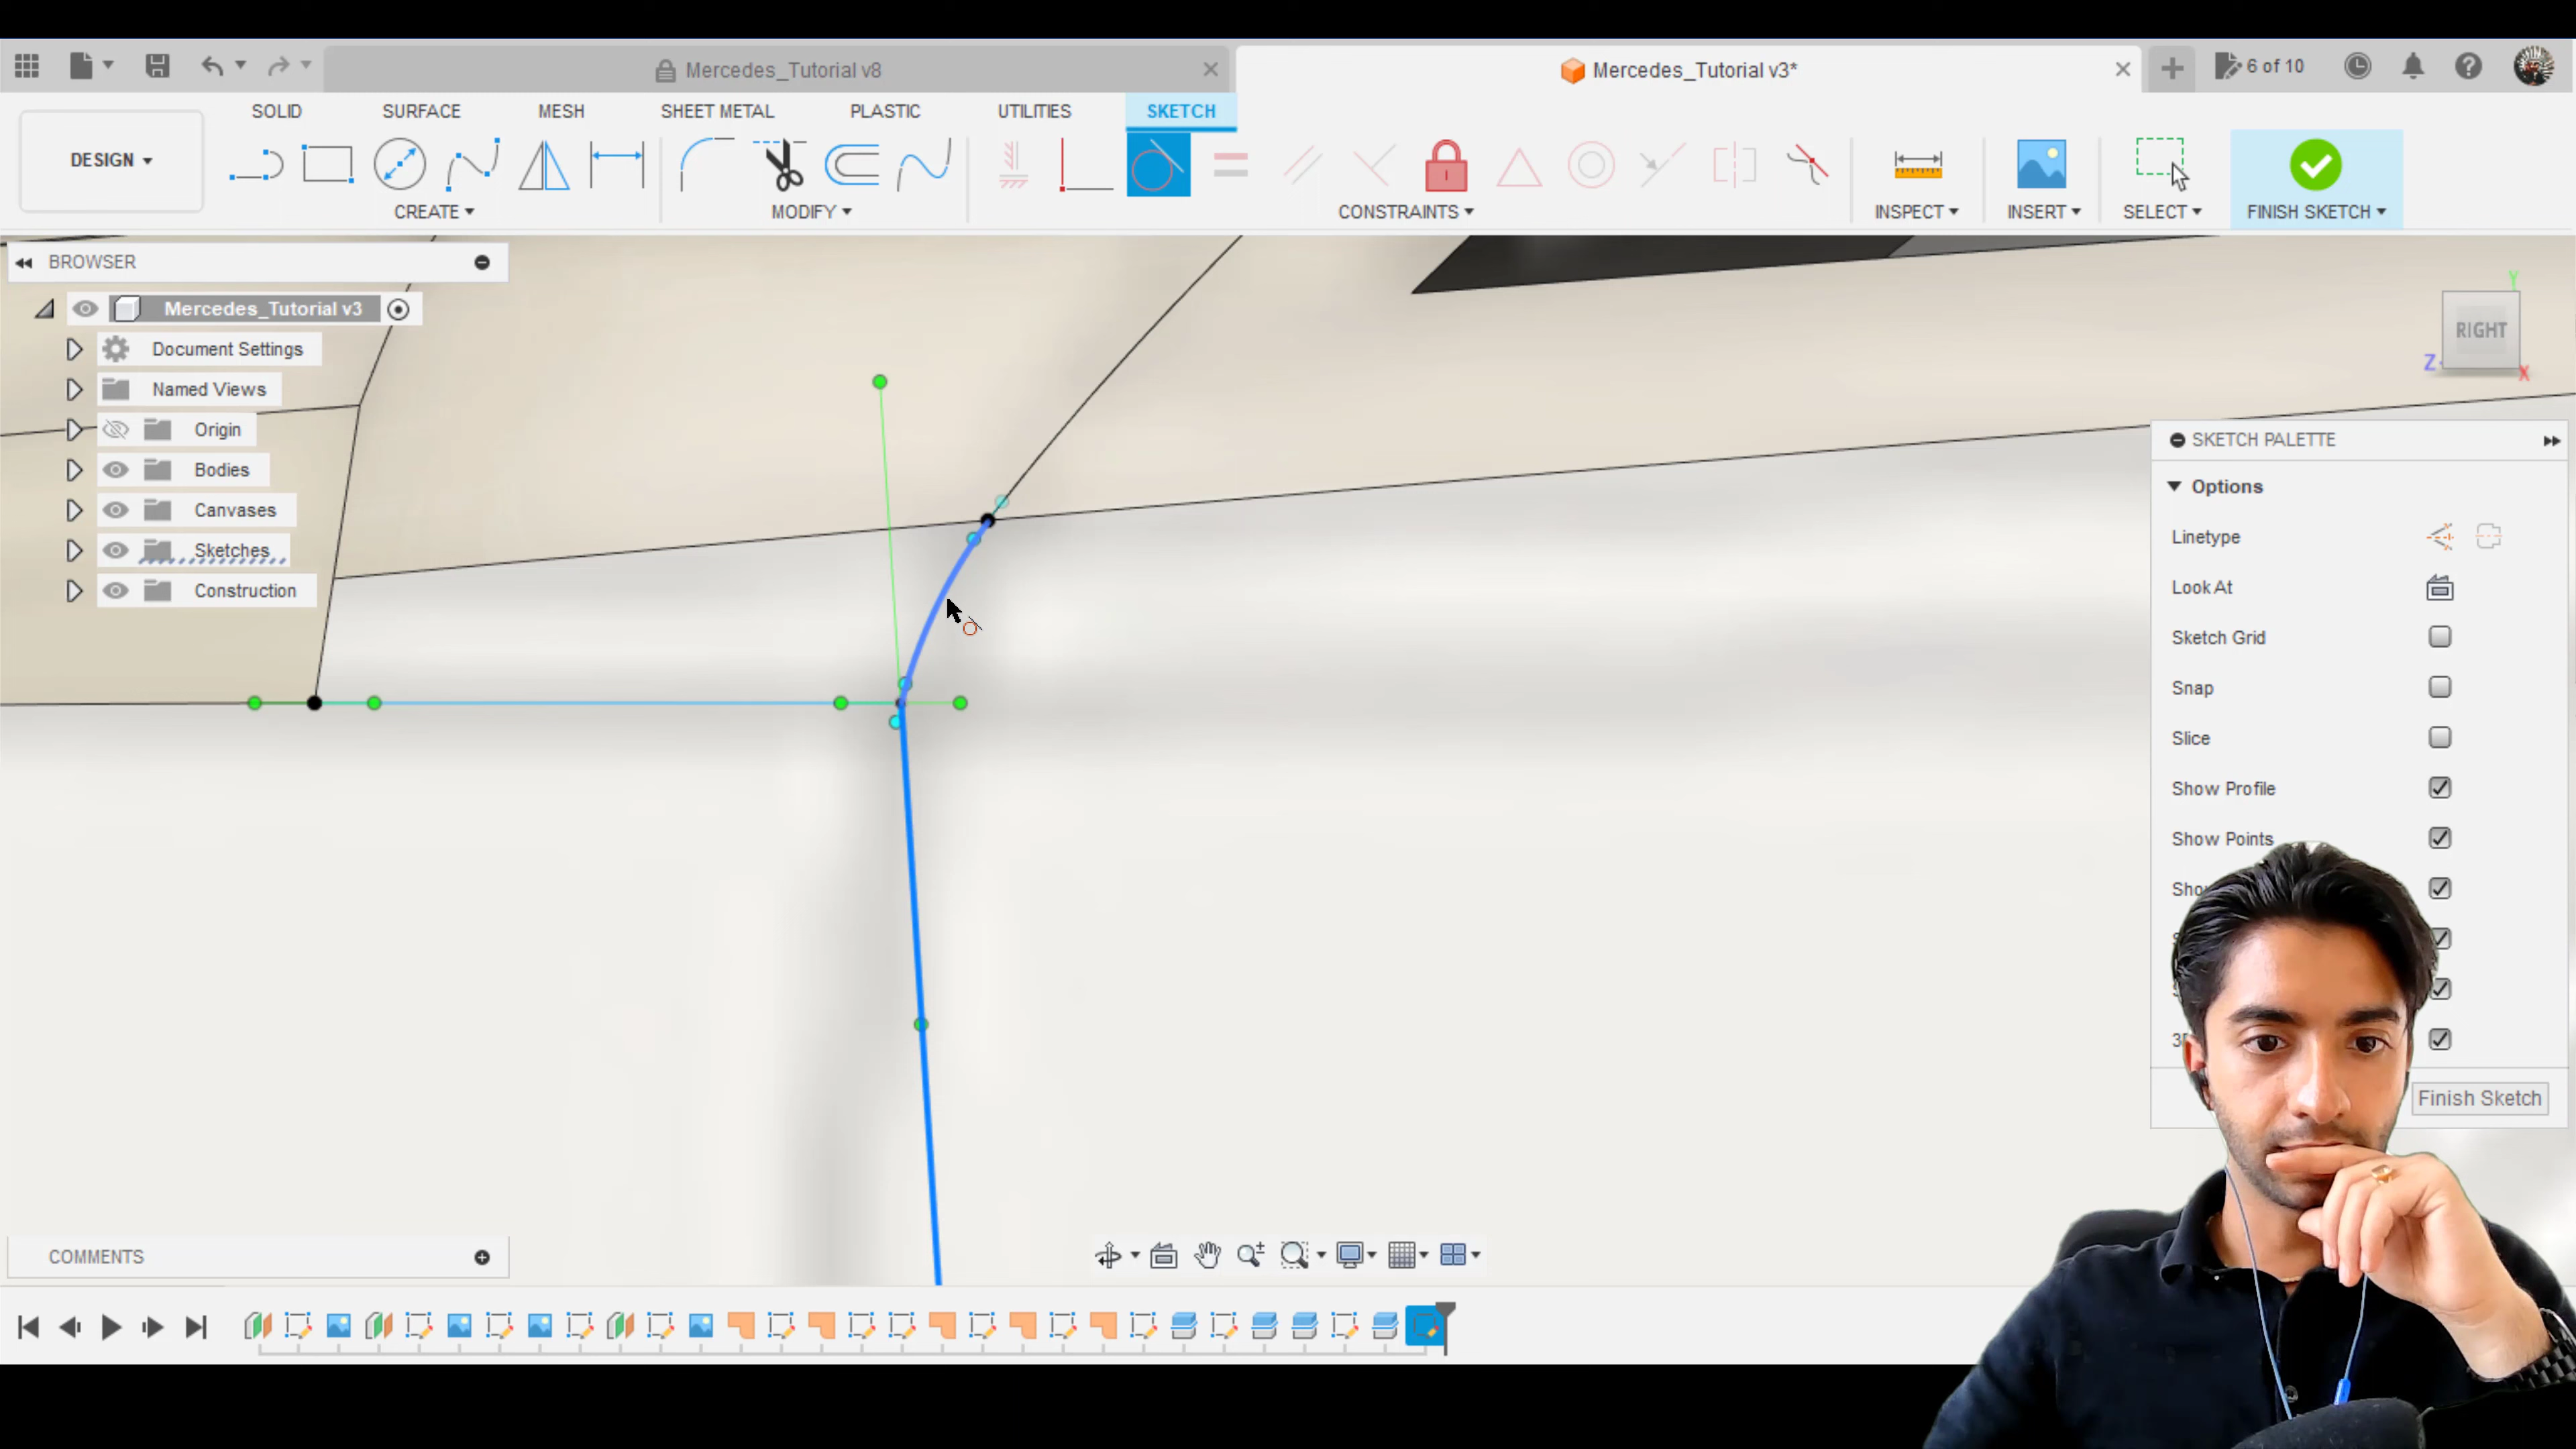 Mercedes_Tutorial v8
Mercedes_Tutorial v3*
6 of 10
DESIGN
SOLID
SURFACE
MESH
SHEET METAL
PLASTIC
UTILITIES
SKETCH
CREATE
MODIFY
CONSTRAINTS
INSPECT
INSERT
SELECT
FINISH SKETCH
BROWSER
Mercedes_Tutorial v3
Document Settings
Named Views
Origin
Bodies
Canvases
Sketches
Construction
Y
RIGHT
Z
X
SKETCH PALETTE
Options
Linetype
Look At
Sketch Grid
Snap
Slice
Show Profile
Show Points
Finish Sketch
COMMENTS